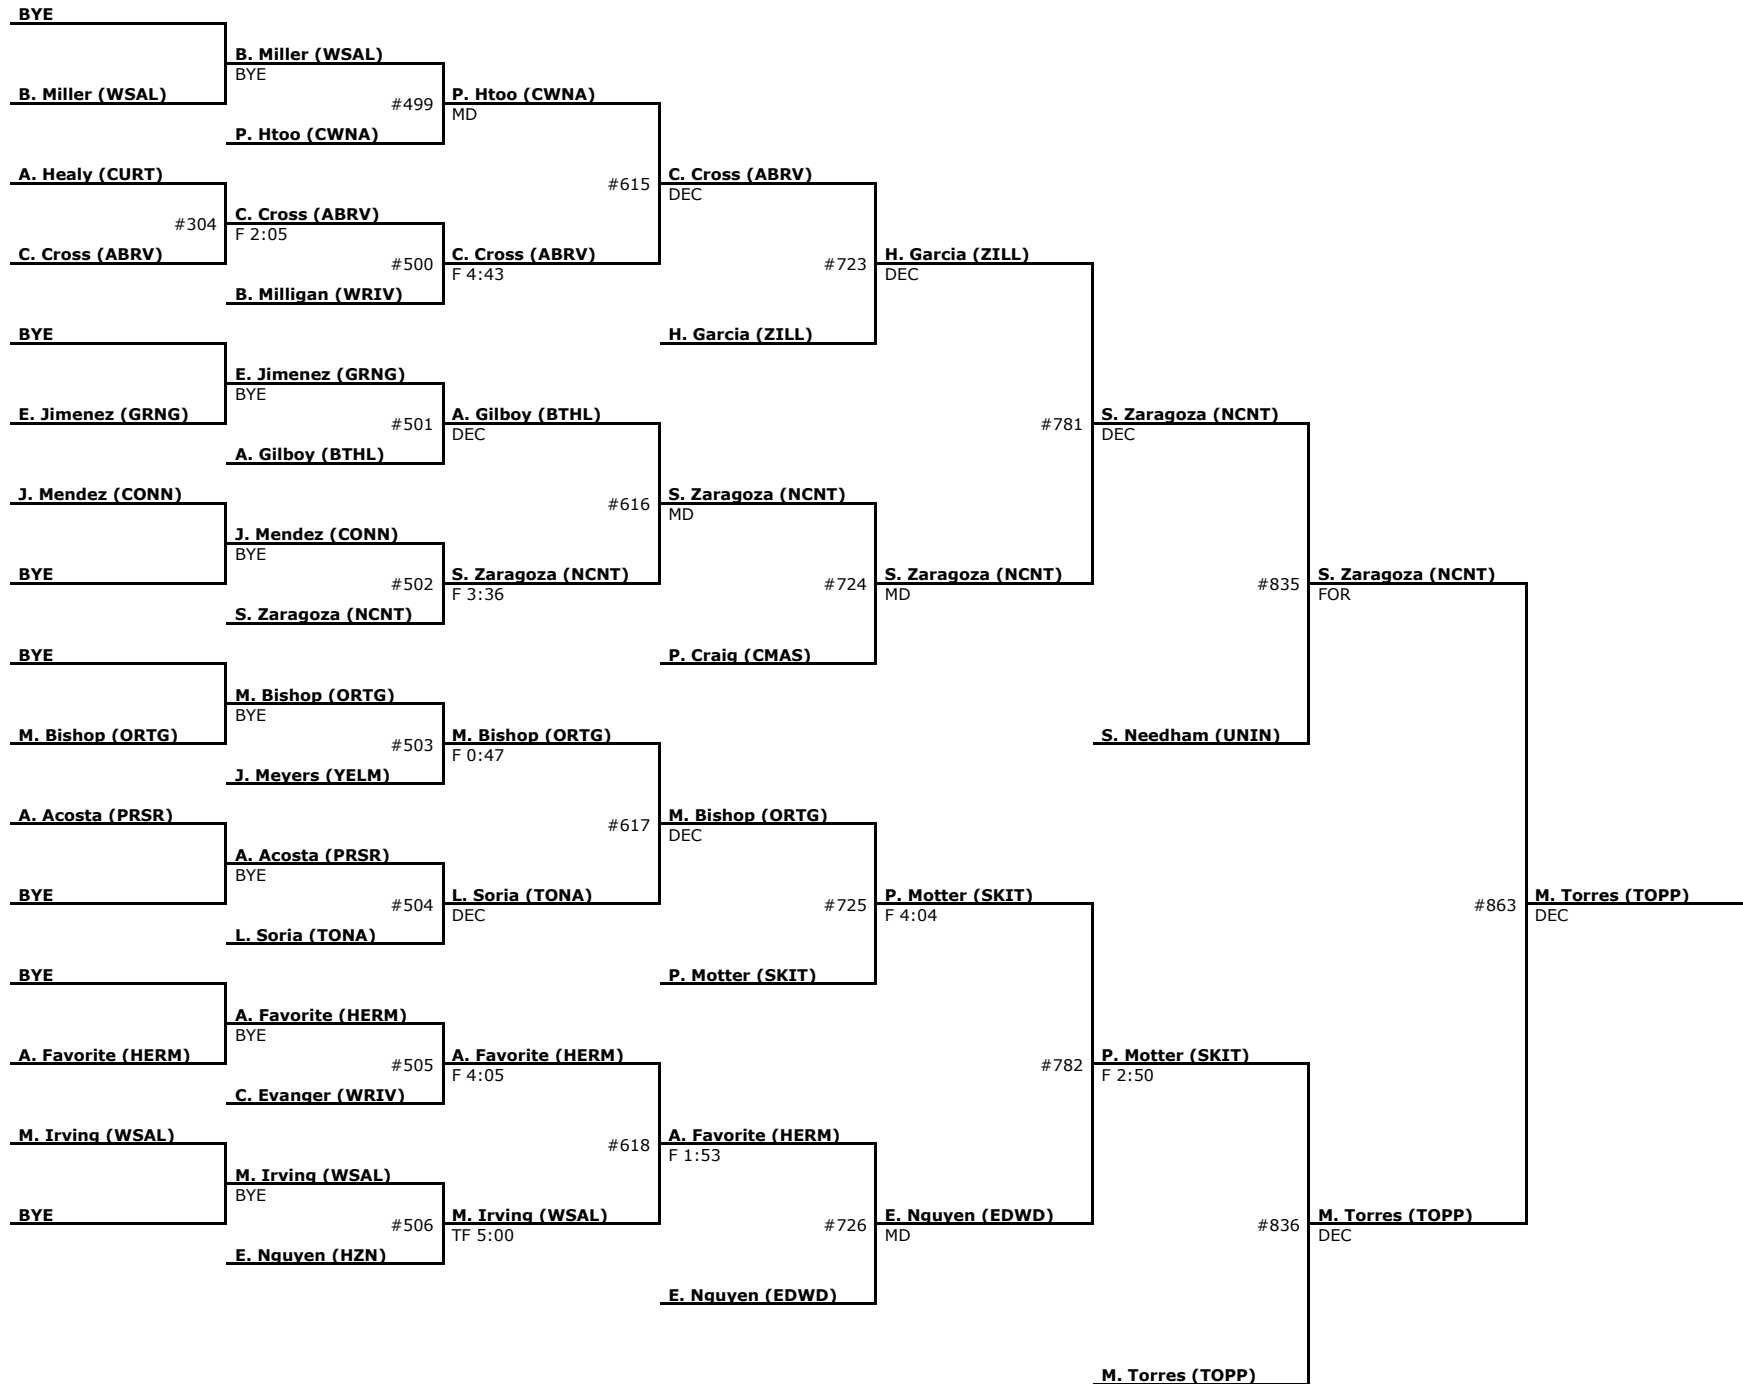 BYE
B. Miller (WSAL)
BYE
B. Miller (WSAL)
#499
P. Htoo (CWNA)
MD
P. Htoo (CWNA)
A. Healy (CURT)
#615
C. Cross (ABRV)
DEC
#304
C. Cross (ABRV)
F 2:05
C. Cross (ABRV)
#500
C. Cross (ABRV)
F 4:43
#723
H. Garcia (ZILL)
DEC
B. Milligan (WRIV)
BYE
H. Garcia (ZILL)
E. Jimenez (GRNG)
BYE
E. Jimenez (GRNG)
#501
A. Gilboy (BTHL)
DEC
#781
S. Zaragoza (NCNT)
DEC
A. Gilboy (BTHL)
J. Mendez (CONN)
#616
S. Zaragoza (NCNT)
MD
J. Mendez (CONN)
BYE
BYE
#502
S. Zaragoza (NCNT)
F 3:36
#724
S. Zaragoza (NCNT)
MD
#835
S. Zaragoza (NCNT)
FOR
S. Zaragoza (NCNT)
BYE
P. Craig (CMAS)
M. Bishop (ORTG)
BYE
M. Bishop (ORTG)
#503
M. Bishop (ORTG)
F 0:47
S. Needham (UNIN)
J. Meyers (YELM)
A. Acosta (PRSR)
#617
M. Bishop (ORTG)
DEC
A. Acosta (PRSR)
BYE
BYE
#504
L. Soria (TONA)
DEC
#725
P. Motter (SKIT)
F 4:04
#863
M. Torres (TOPP)
DEC
L. Soria (TONA)
BYE
P. Motter (SKIT)
A. Favorite (HERM)
BYE
A. Favorite (HERM)
#505
A. Favorite (HERM)
F 4:05
#782
P. Motter (SKIT)
F 2:50
C. Evanger (WRIV)
M. Irving (WSAL)
#618
A. Favorite (HERM)
F 1:53
M. Irving (WSAL)
BYE
BYE
#506
M. Irving (WSAL)
TF 5:00
#726
E. Nguyen (EDWD)
MD
#836
M. Torres (TOPP)
DEC
E. Nguyen (HZN)
E. Nguyen (EDWD)
M. Torres (TOPP)